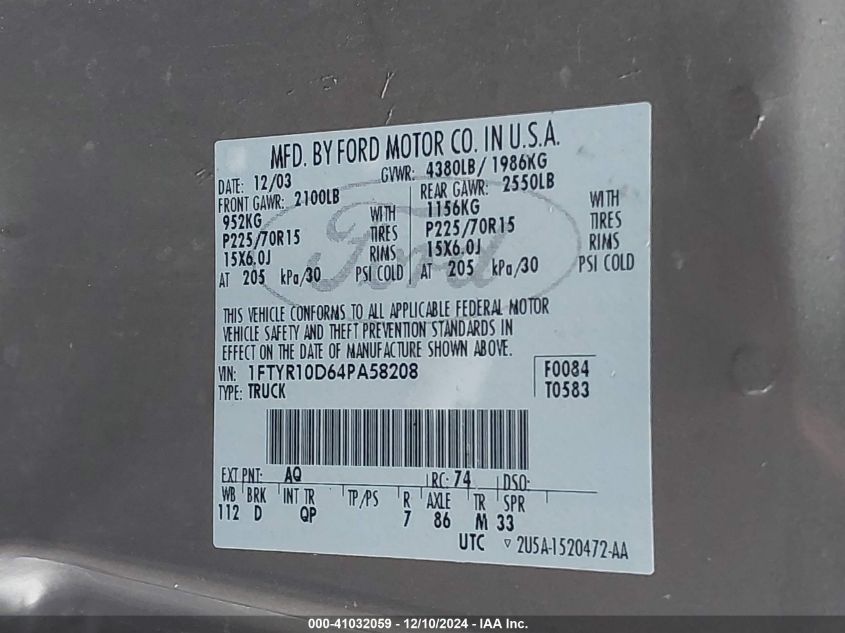 MFD. BY FORD MOTOR CO. IN U.S.A.
DATE: 12/03 GVWR: 4380LB/ 1986KG
FRONT GAWR: 2100LB REAR GAWR: 2550LB
952KG WITH 1156KG WITH
P225/70R15 TIRES P225/70R15 TIRES
15X6.0J RIMS 15X6.0J RIMS
AT 205 kPa/30 PSI COLD AT 205 kPa/30 PSI COLD
Ford
THIS VEHICLE CONFORMS TO ALL APPLICABLE FEDERAL MOTOR
VEHICLE SAFETY AND THEFT PREVENTION STANDARDS IN
EFFECT ON THE DATE OF MANUFACTURE SHOWN ABOVE.
VIN: 1FTYR10D64PA58208 F0084
TYPE: TRUCK T0583
EXT PNT: AQ RC: 74 DSO:
WB BRK INT TR TP/PS R AXLE TR SPR
112 D QP 7 86 M 33
UTC ▽ 2U5A-1520472-AA
000-41032059 - 12/10/2024 - IAA Inc.